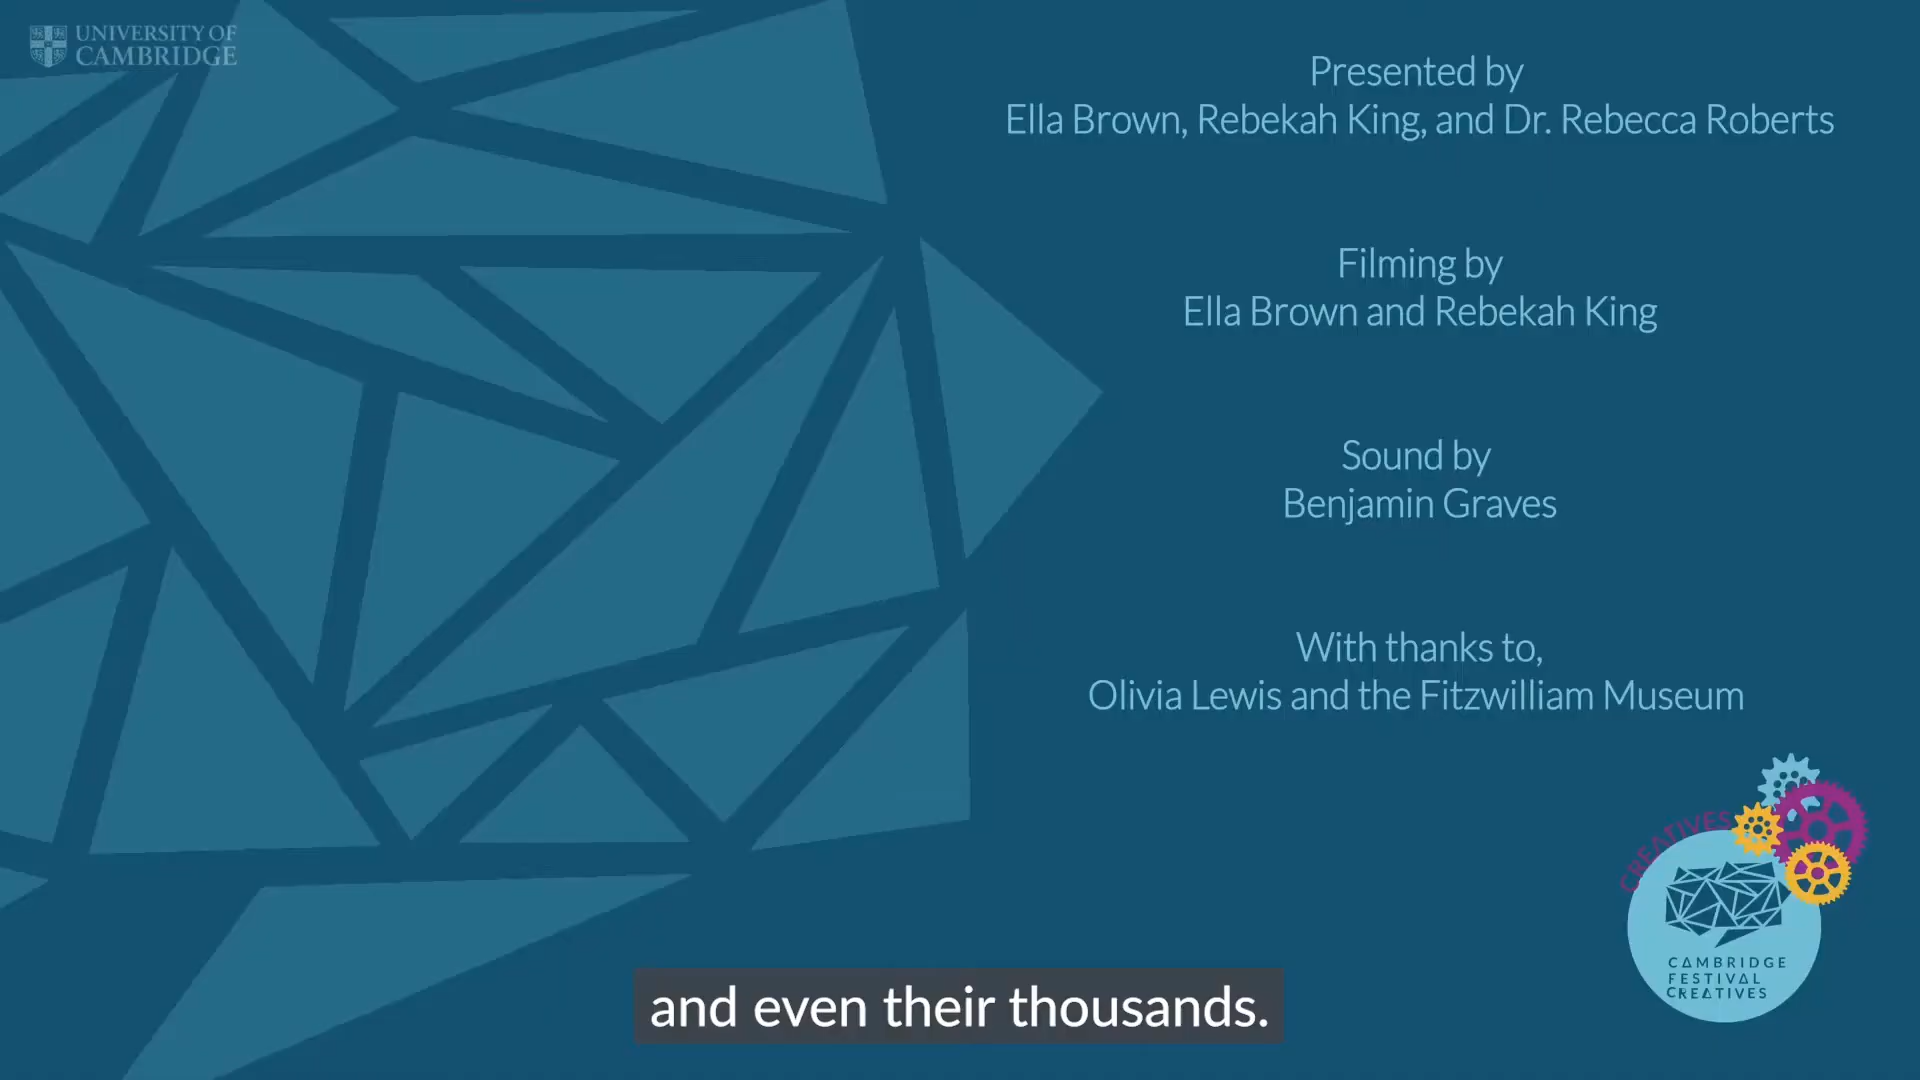 UNIVERSITY OF
CAMBRIDGE
Presented by
Ella Brown, Rebekah King, and Dr. Rebecca Roberts
Filming by
Ella Brown and Rebekah King
Sound by
Benjamin Graves
With thanks to,
Olivia Lewis and the Fitzwilliam Museum
CREATIVES
CAMBRIDGE
FESTIVAL
CREATIVES
and even their thousands.